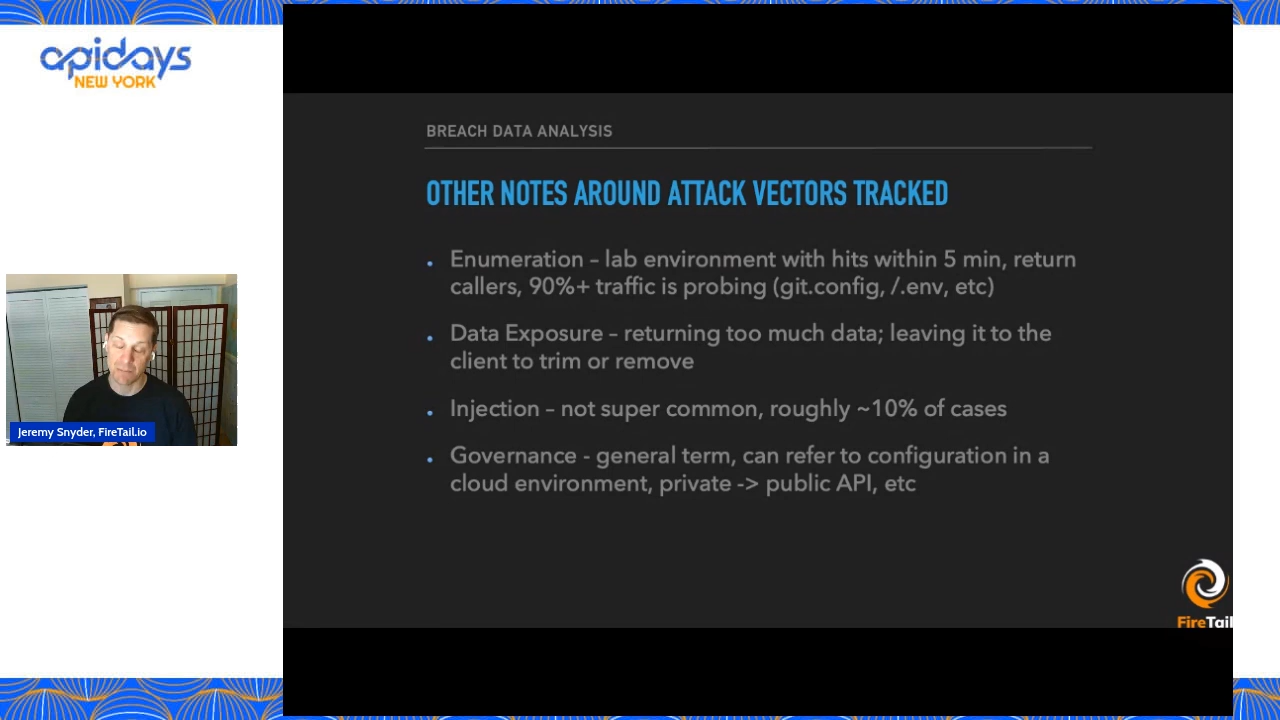 apidays
NEW YORK
BREACH DATA ANALYSIS
OTHER NOTES AROUND ATTACK VECTORS TRACKED
• Enumeration – lab environment with hits within 5 min, return
callers, 90%+ traffic is probing (git.config, /.env, etc)
• Data Exposure – returning too much data; leaving it to the
client to trim or remove
• Injection – not super common, roughly ~10% of cases
• Governance - general term, can refer to configuration in a
cloud environment, private -> public API, etc
Jeremy Snyder, FireTail.io
FireTail